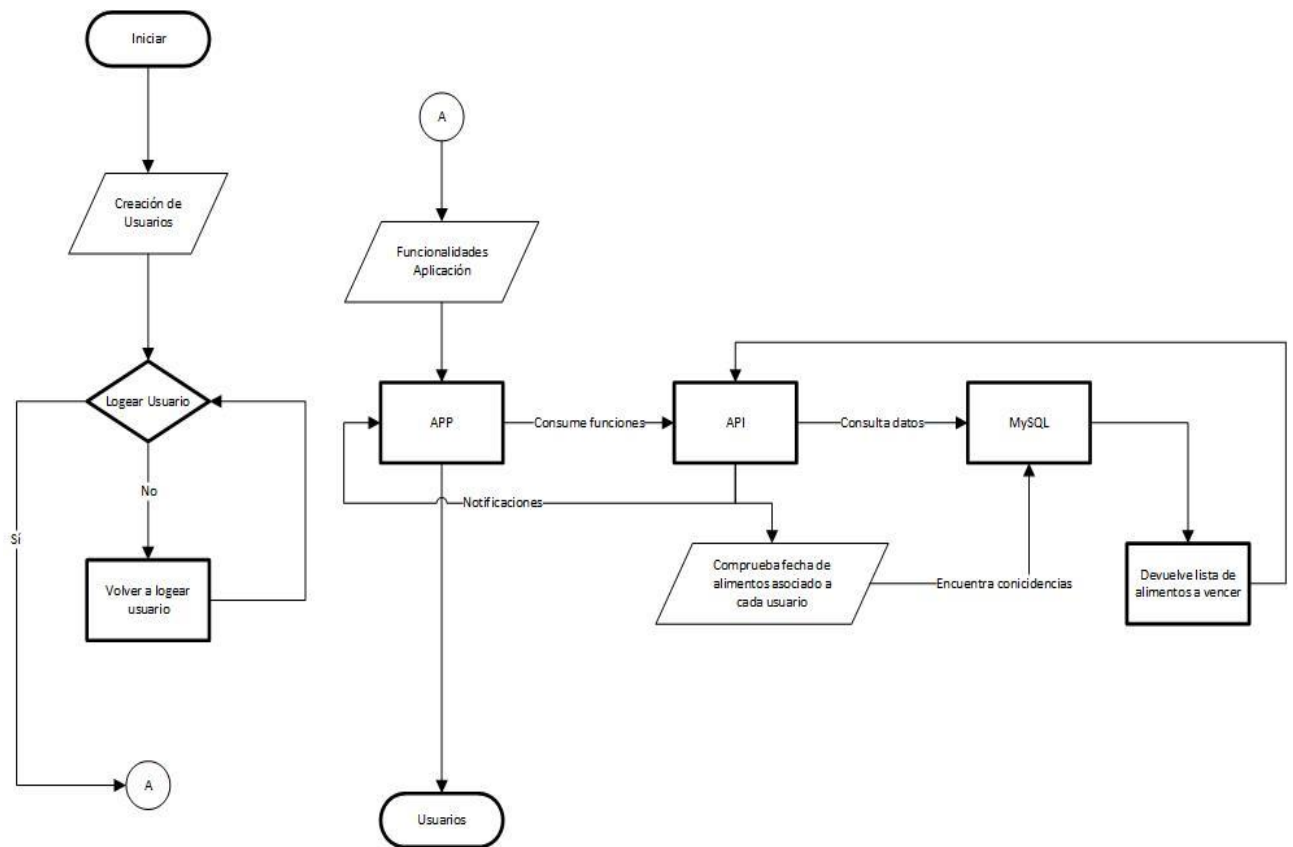 Iniciar
A
Creación de
Usuarios
Funcionalidades
Aplicación
Logear Usuario
APP
Consume funciones
API
Consulta datos
MySQL
No
Notificaciones
Sí
Volver a logear
usuario
Comprueba fecha de
alimentos asociado a
cada usuario
Encuentra conicidencias
Devuelve lista de
alimentos a vencer
A
Usuarios